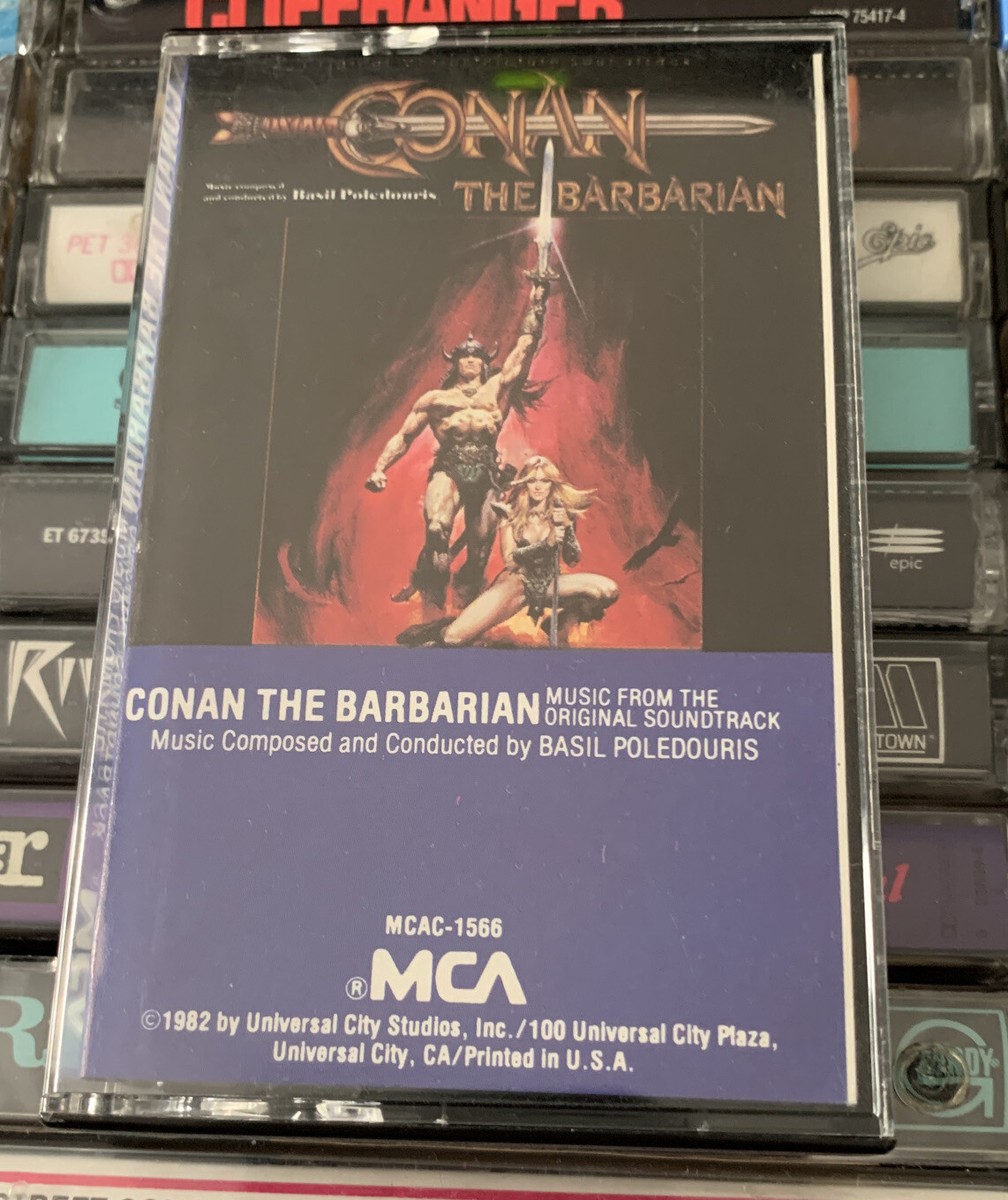 CLIFFHANGER
75417-4
CONAN
THE BARBARIAN
Music composed
and conducted by Basil Poledouris
PET 3
Epic
ET 6735
epic
TOWN
CONAN THE BARBARIAN MUSIC FROM THE
ORIGINAL SOUNDTRACK
Music Composed and Conducted by BASIL POLEDOURIS
MCAC-1566
®MCA
©1982 by Universal City Studios, Inc./100 Universal City Plaza,
Universal City, CA/Printed in U.S.A.